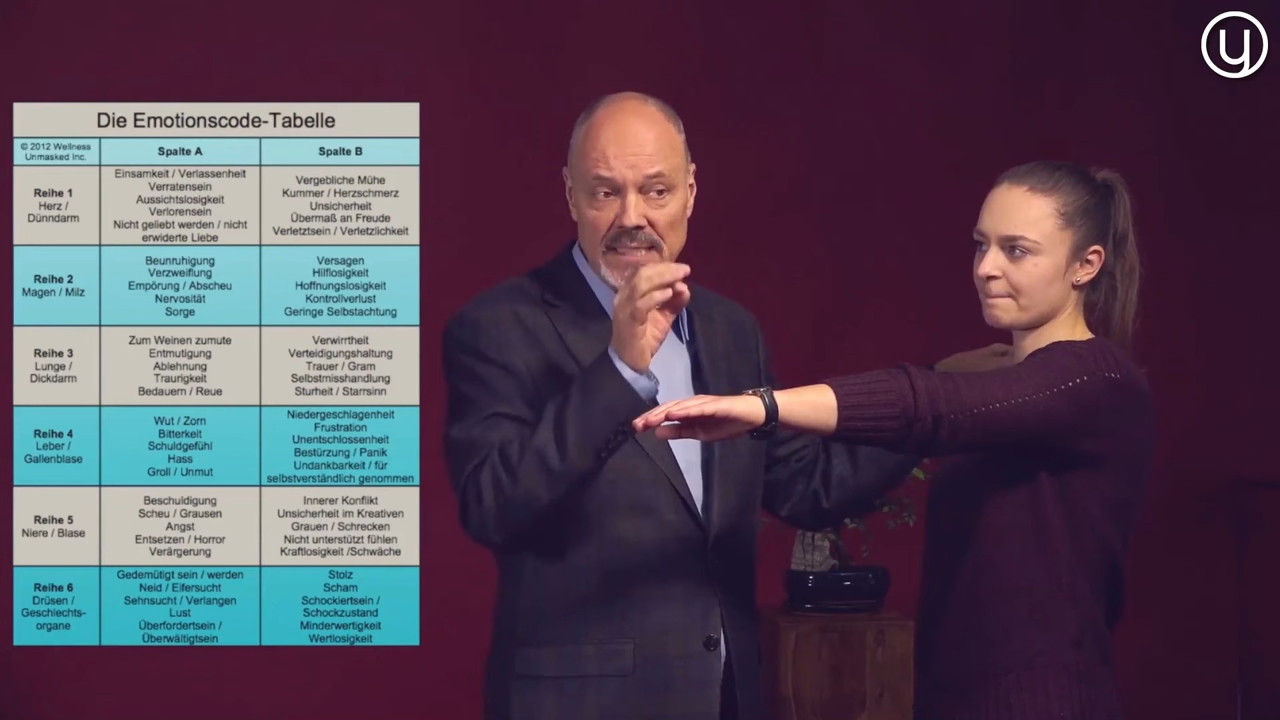 Die Emotionscode-Tabelle
© 2012 Wellness
Unmasked Inc.
Spalte A
Spalte B
Reihe 1
Herz /
Dünndarm
Einsamkeit / Verlassenheit
Verratensein
Aussichtslosigkeit
Verlorensein
Nicht geliebt werden / nicht
erwiderte Liebe
Vergebliche Mühe
Kummer / Herzschmerz
Unsicherheit
Übermaß an Freude
Verletztsein / Verletzlichkeit
Reihe 2
Magen / Milz
Beunruhigung
Verzweiflung
Empörung / Abscheu
Nervosität
Sorge
Versagen
Hilflosigkeit
Hoffnungslosigkeit
Kontrollverlust
Geringe Selbstachtung
Reihe 3
Lunge /
Dickdarm
Zum Weinen zumute
Entmutigung
Ablehnung
Traurigkeit
Bedauern / Reue
Verwirrtheit
Verteidigungshaltung
Trauer / Gram
Selbstmisshandlung
Sturheit / Starrsinn
Reihe 4
Leber /
Gallenblase
Wut / Zorn
Bitterkeit
Schuldgefühl
Hass
Groll / Unmut
Niedergeschlagenheit
Frustration
Unentschlossenheit
Bestürzung / Panik
Undankbarkeit / für
selbstverständlich genommen
Reihe 5
Niere / Blase
Beschuldigung
Scheu / Grausen
Angst
Entsetzen / Horror
Verärgerung
Innerer Konflikt
Unsicherheit im Kreativen
Grauen / Schrecken
Nicht unterstützt fühlen
Kraftlosigkeit /Schwäche
Reihe 6
Drüsen /
Geschlechts-
organe
Gedemütigt sein / werden
Neid / Eifersucht
Sehnsucht / Verlangen
Lust
Überfordertsein /
Überwältigtsein
Stolz
Scham
Schockiertsein /
Schockzustand
Minderwertigkeit
Wertlosigkeit
y